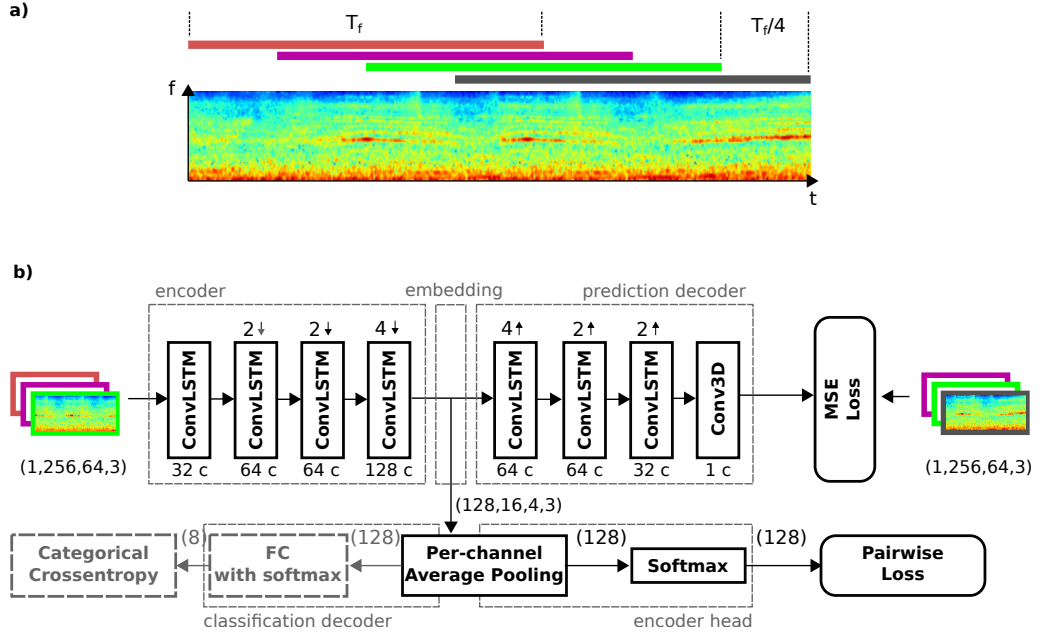 a)
T_f
T_f/4
f
t
b)
encoder
embedding
prediction decoder
2↓
2↓
4↓
4↑
2↑
2↑
ConvLSTM
ConvLSTM
ConvLSTM
ConvLSTM
ConvLSTM
ConvLSTM
ConvLSTM
Conv3D
MSE
Loss
32 c
64 c
64 c
128 c
64 c
64 c
32 c
1 c
(1,256,64,3)
(1,256,64,3)
(128,16,4,3)
(8)
(128)
(128)
(128)
Categorical
Crossentropy
FC
with softmax
Per-channel
Average Pooling
Softmax
Pairwise
Loss
classification decoder
encoder head